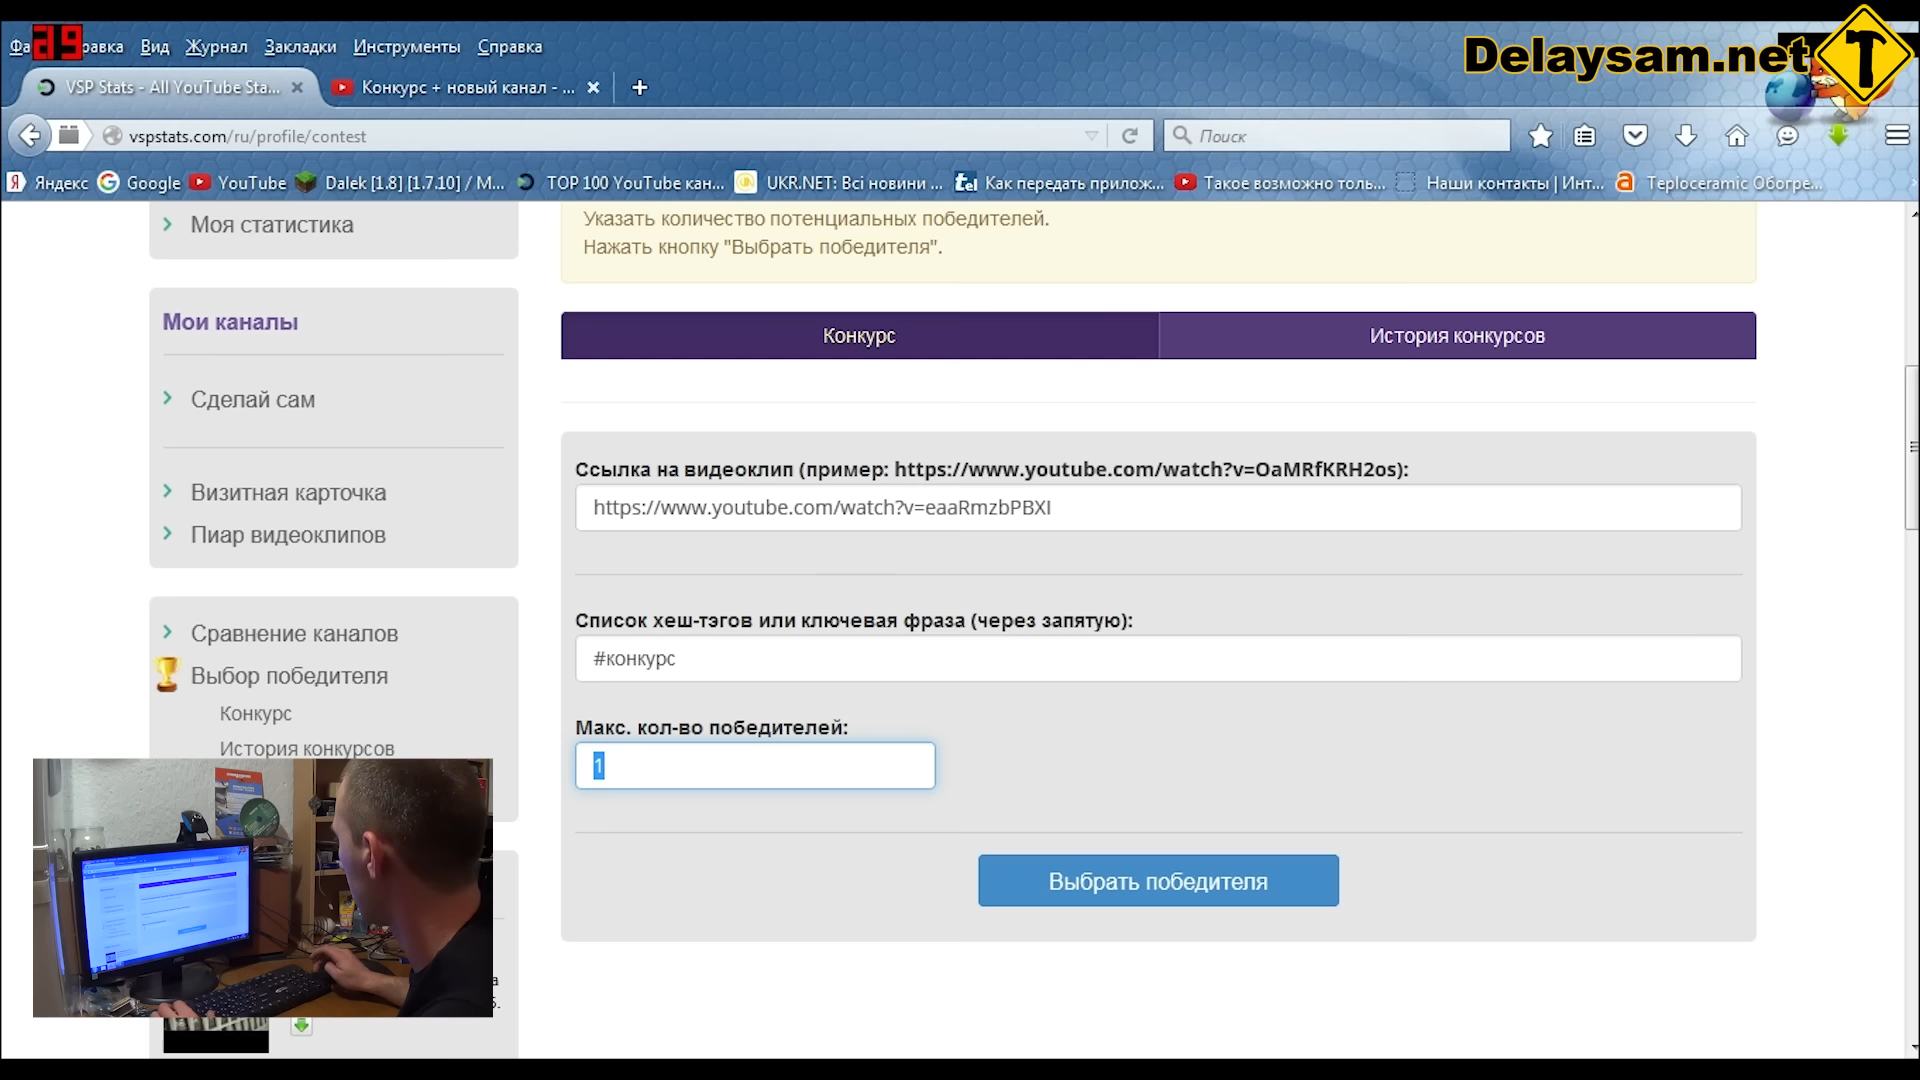 Delaysam.net
19
Фа
равка
Вид
Журнал
Закладки
Инструменты
Справка
VSP Stats - All YouTube Sta...
Конкурс + новый канал - ...
vspstats.com/ru/profile/contest
Поиск
Яндекс
Google
YouTube
Dalek [1.8] [1.7.10] / M...
TOP 100 YouTube кан...
UKR.NET: Всі новини ...
Как передать прилож...
Такое возможно толь...
Наши контакты | Инт...
Teploceramic Обогре...
Моя статистика
Мои каналы
Сделай сам
Визитная карточка
Пиар видеоклипов
Сравнение каналов
Выбор победителя
Конкурс
История конкурсов
Указать количество потенциальных победителей.
Нажать кнопку "Выбрать победителя".
Конкурс
История конкурсов
Ссылка на видеоклип (пример: https://www.youtube.com/watch?v=OaMRfKRH2os):
https://www.youtube.com/watch?v=eaaRmzbPBXI
Список хеш-тэгов или ключевая фраза (через запятую):
#конкурс
Макс. кол-во победителей:
1
Выбрать победителя